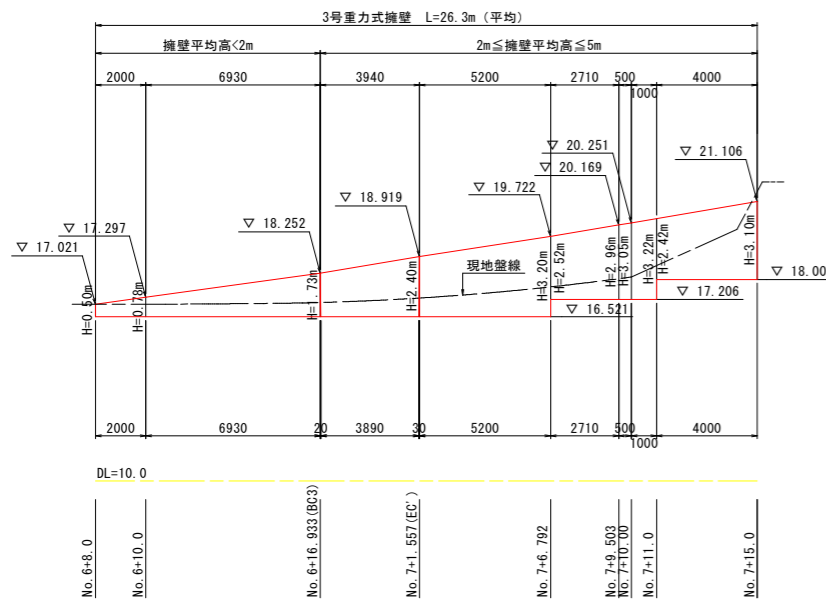 3号重力式擁壁 L=26.3m (平均)
擁壁平均高<2m
2m≦擁壁平均高≦5m
2000
6930
3940
5200
2710
500
1000
4000
▽ 20.251
▽ 20.169
▽ 21.106
▽ 19.722
▽ 18.919
▽ 18.252
▽ 17.297
▽ 17.021
現地盤線
H=0.50m
H=0.78m
H=1.73m
H=2.40m
H=3.20m
H=2.52m
H=2.96m
H=3.05m
H=3.22m
H=2.42m
H=3.10m
▽ 18.00
▽ 17.206
▽ 16.521
2000
6930
20
3890
30
5200
2710
500
1000
4000
DL=10.0
No.6+8.0
No.6+10.0
No.6+16.933(BC3)
No.7+1.557(EC')
No.7+6.792
No.7+9.503
No.7+10.00
No.7+11.0
No.7+15.0